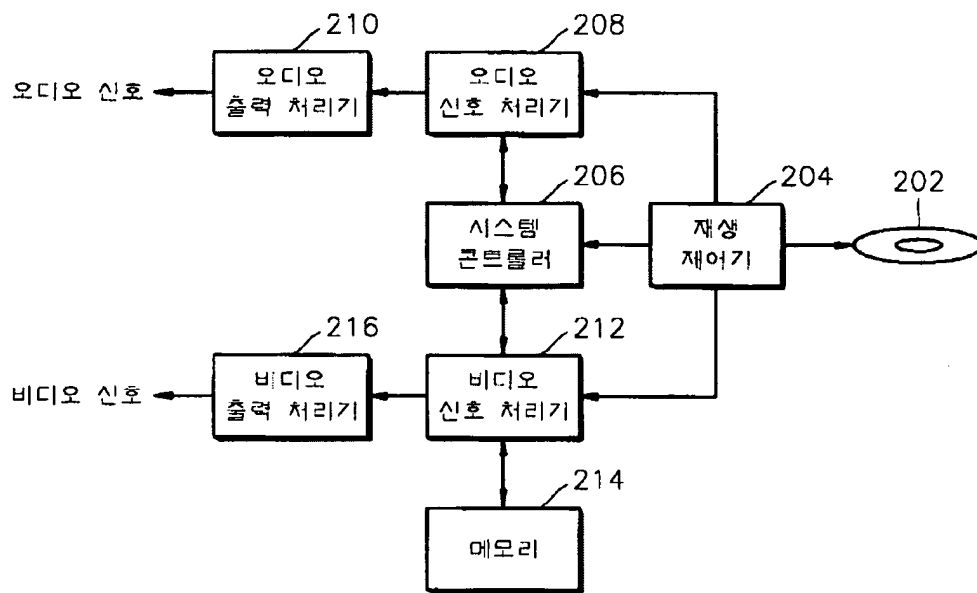 210
208
오디오 신호
오디오
출력 처리기
오디오
신호 처리기
206
204
202
시스템
콘트롤러
재생
제어기
216
212
비디오 신호
비디오
출력 처리기
비디오
신호 처리기
214
메모리